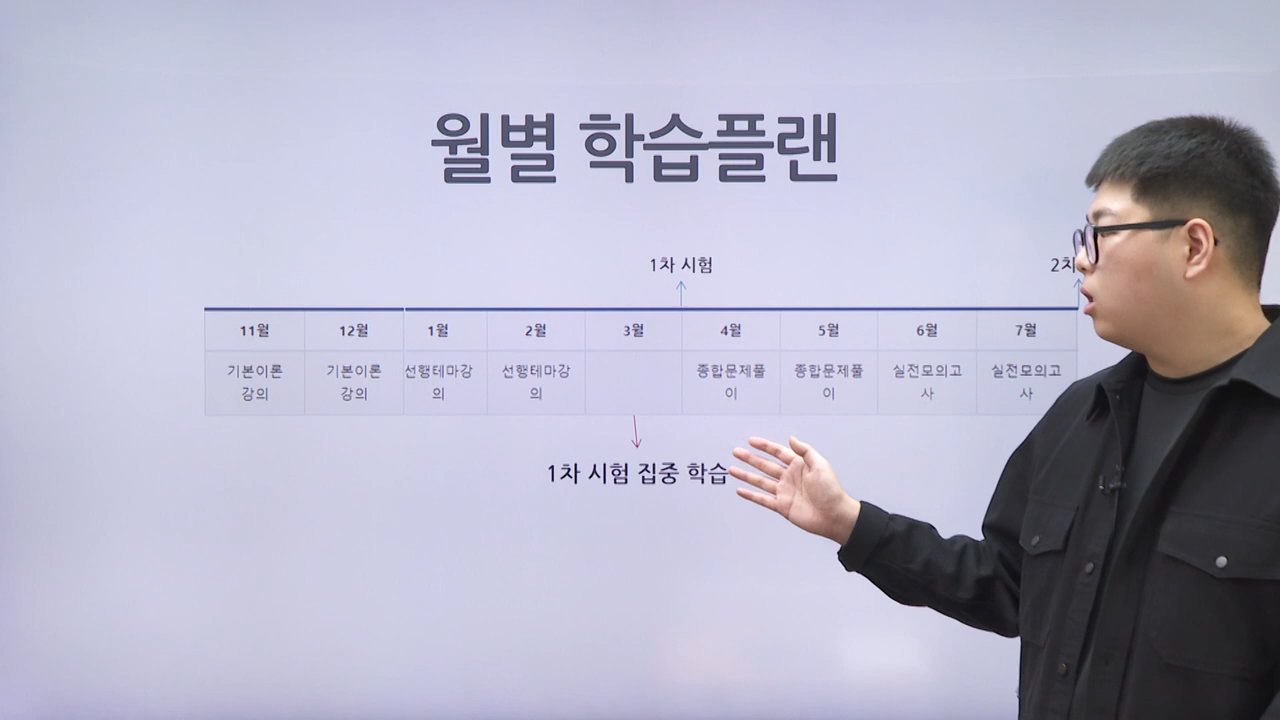 월별 학습플랜
1차 시험
2차
11월 12월 1월 2월 3월 4월 5월 6월 7월
기본이론 기본이론 선행테마강 선행테마강 종합문제풀 종합문제풀 실전모의고 실전모의고
강의 강의 의 의 이 이 사 사
1차 시험 집중 학습